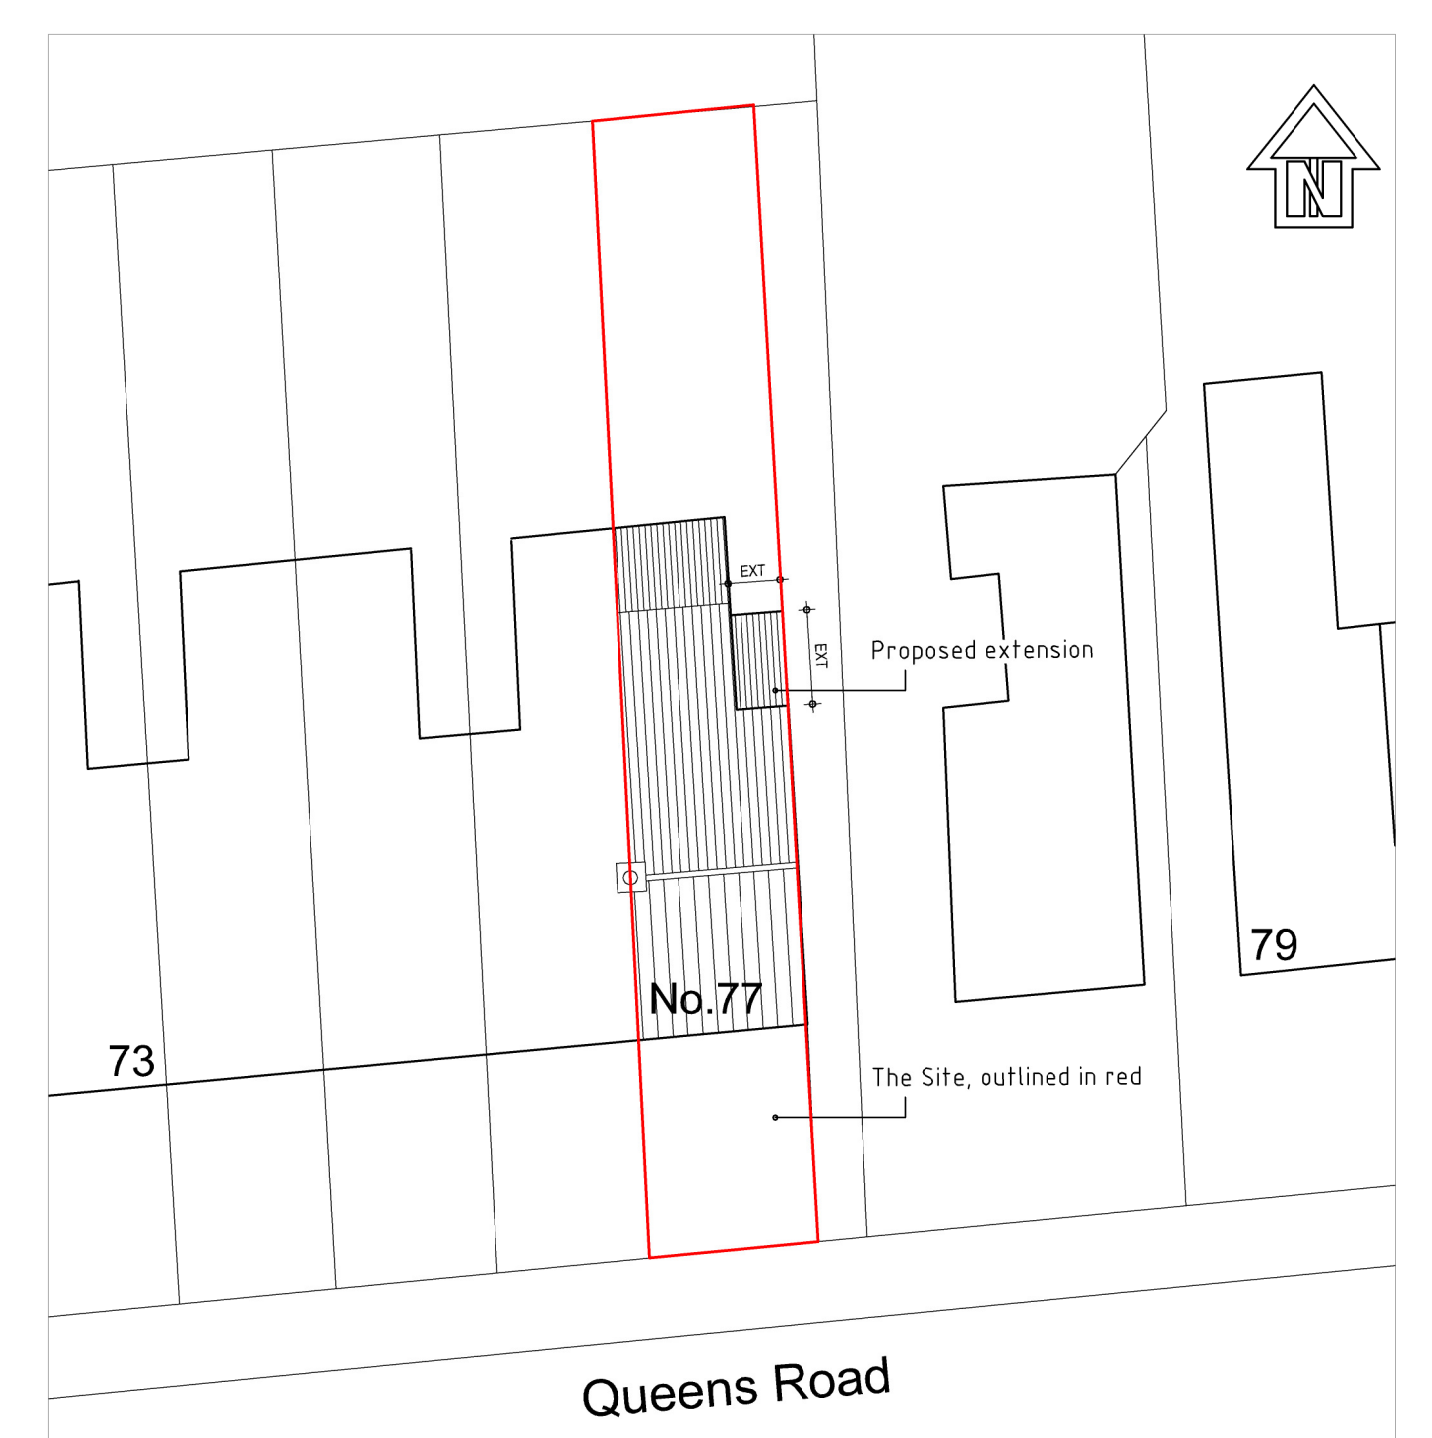 N
EXT
EXT
Proposed extension
79
No.77
73
The Site, outlined in red
Queens Road